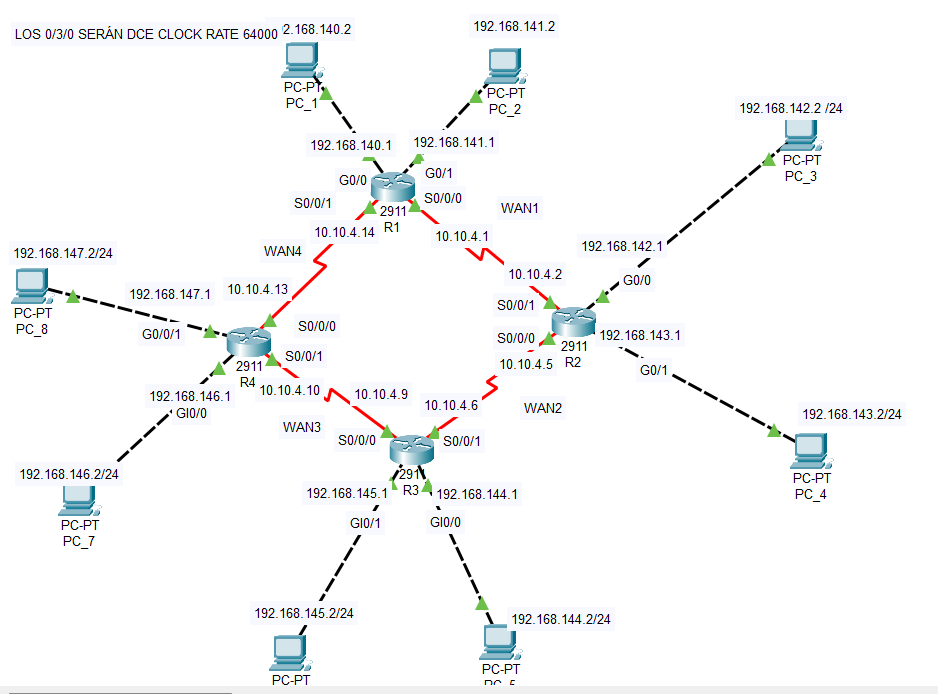 LOS 0/3/0 SERÁN DCE CLOCK RATE 64000
2.168.140.2
192.168.141.2
PC-PT
PC_1
PC-PT
PC_2
192.168.142.2 /24
PC-PT
PC_3
192.168.140.1
192.168.141.1
G0/0
G0/1
S0/0/1
S0/0/0
2911
R1
WAN1
10.10.4.14
10.10.4.1
WAN4
192.168.142.1
192.168.147.2/24
10.10.4.2
G0/0
PC-PT
PC_8
192.168.147.1
10.10.4.13
S0/0/1
G0/0/1
S0/0/0
S0/0/0
192.168.143.1
2911
R2
2911
R4
S0/0/1
10.10.4.5
G0/1
192.168.146.1
GI0/0
10.10.4.10
10.10.4.9
10.10.4.6
WAN2
WAN3
192.168.143.2/24
S0/0/0
S0/0/1
PC-PT
PC_4
192.168.146.2/24
2911
R3
192.168.145.1
192.168.144.1
PC-PT
PC_7
GI0/1
GI0/0
192.168.145.2/24
192.168.144.2/24
PC-PT
PC-PT
PC_5